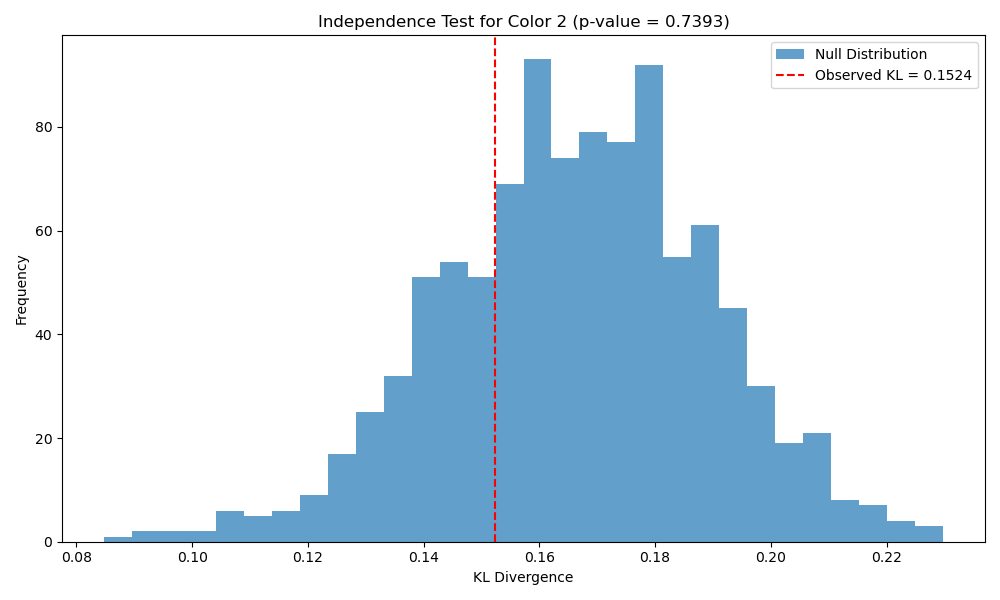 Independence Test for Color 2 (p-value = 0.7393)
Null Distribution
Observed KL = 0.1524
Frequency
80
60
40
20
0
0.08 0.10 0.12 0.14 0.16 0.18 0.20 0.22
KL Divergence